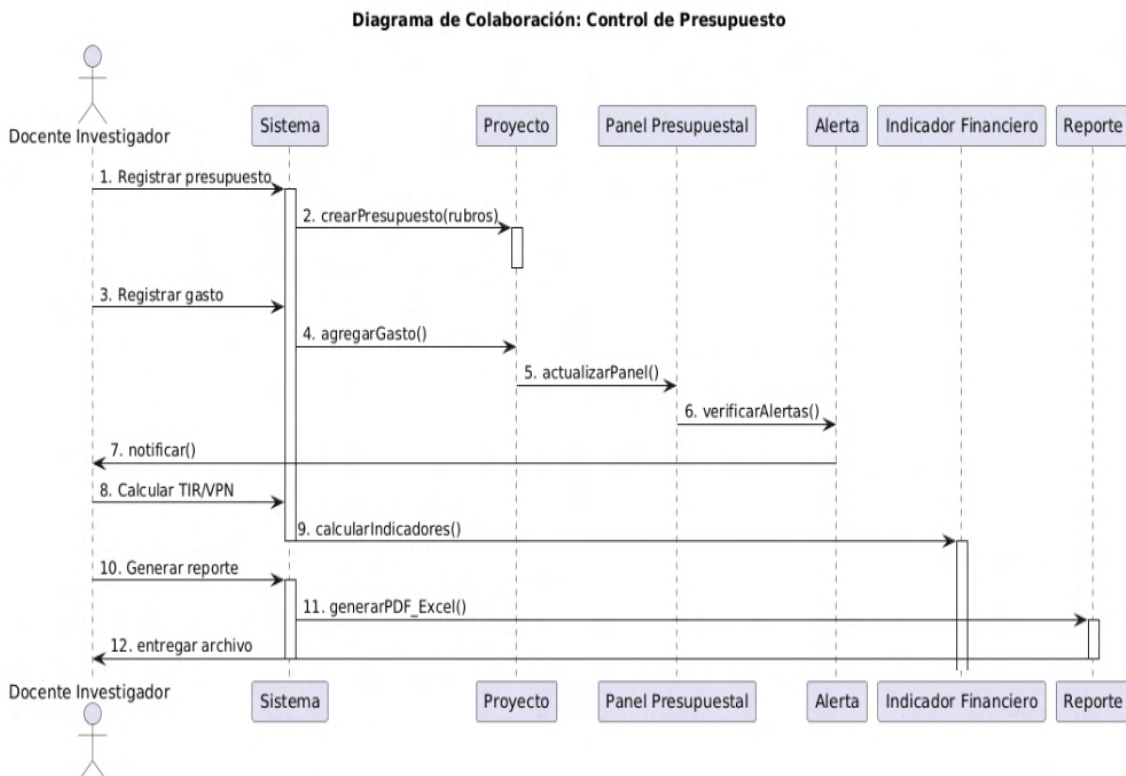 Diagrama de Colaboración: Control de Presupuesto
Docente Investigador
Sistema
Proyecto
Panel Presupuestal
Alerta
Indicador Financiero
Reporte
1. Registrar presupuesto
2. crearPresupuesto(rubros)
3. Registrar gasto
4. agregarGasto()
5. actualizarPanel()
6. verificarAlertas()
7. notificar()
8. Calcular TIR/VPN
9. calcularIndicadores()
10. Generar reporte
11. generarPDF_Excel()
12. entregar archivo
Docente Investigador
Sistema
Proyecto
Panel Presupuestal
Alerta
Indicador Financiero
Reporte